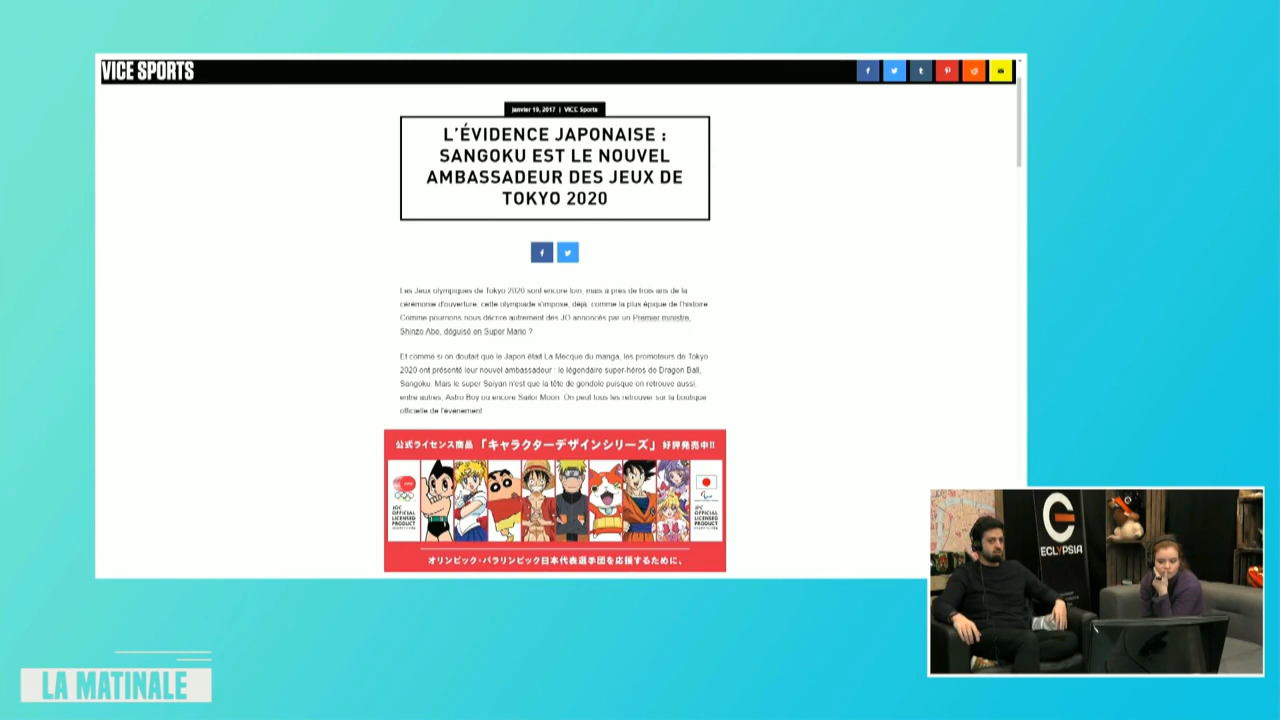 VICE SPORTS
janvier 19, 2017 | VICE Sports
L'ÉVIDENCE JAPONAISE :
SANGOKU EST LE NOUVEL
AMBASSADEUR DES JEUX DE
TOKYO 2020
Les Jeux olympiques de Tokyo 2020 sont encore loin, mais à près de trois ans de la
cérémonie d'ouverture, cette olympiade s'impose, déjà, comme la plus épique de l'histoire
Comme pourrions nous décrire autrement des JO annoncés par un Premier ministre,
Shinzo Abe, déguisé en Super Mario ?
Et comme si on doutait que le Japon était La Mecque du manga, les promoteurs de Tokyo
2020 ont présenté leur nouvel ambassadeur : le légendaire super-héros de Dragon Ball,
Sangoku. Mais le super Saiyan n'est que la tête de gondole puisque on retrouve aussi,
entre autres, Astro Boy ou encore Sailor Moon. On peut tous les retrouver sur la boutique
officielle de l'événement
公式ライセンス商品「キャラクターデザインシリーズ」好評発売中!!
JOC
OFFICIAL
LICENSED
PRODUCT
OFFICIAL
LICENSED
PRODUCT
オリンピック・パラリンピック日本代表選手団を応援するために、
ECLYPSIA
LA MATINALE